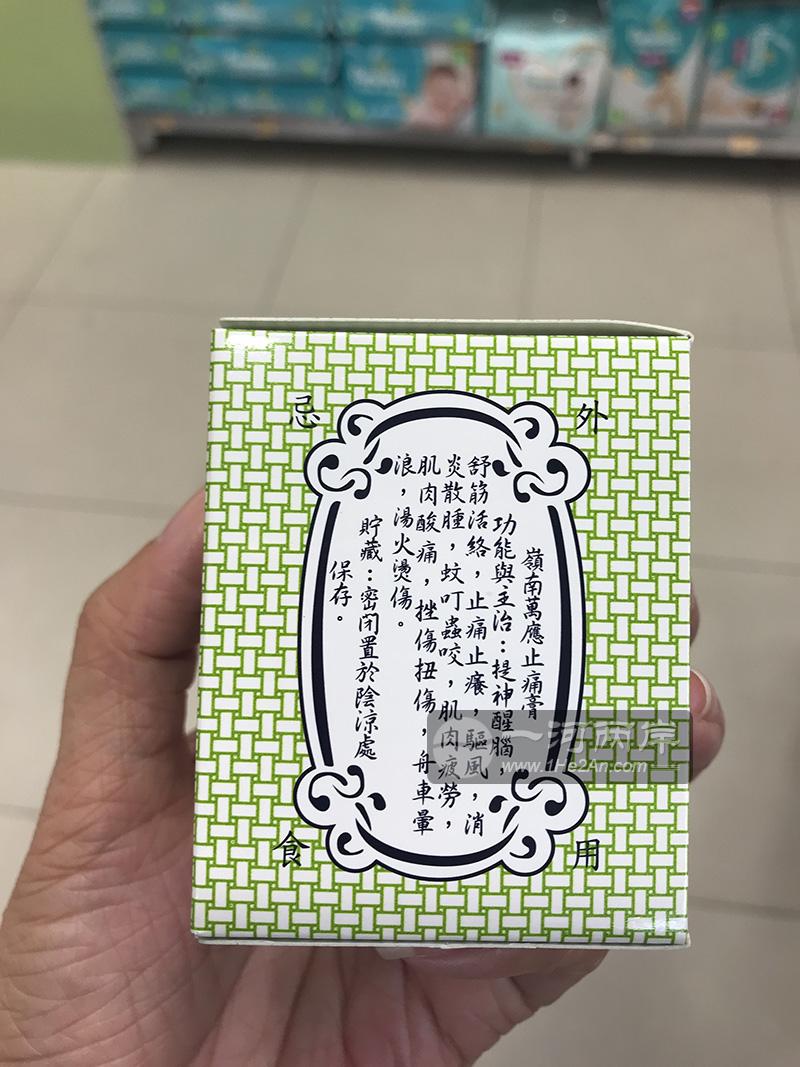 外用
忌食
嶺南萬應止痛膏
功能與主治：提神醒腦，
舒筋活絡，止痛止癢，驅風，消
炎散腫，蚊叮蟲咬，肌肉疲勞，
肌肉酸痛，挫傷扭傷，舟車暈
浪，湯火燙傷。
貯藏：密閉置於陰涼處
保存。
一河两岸
www.1He2An.com